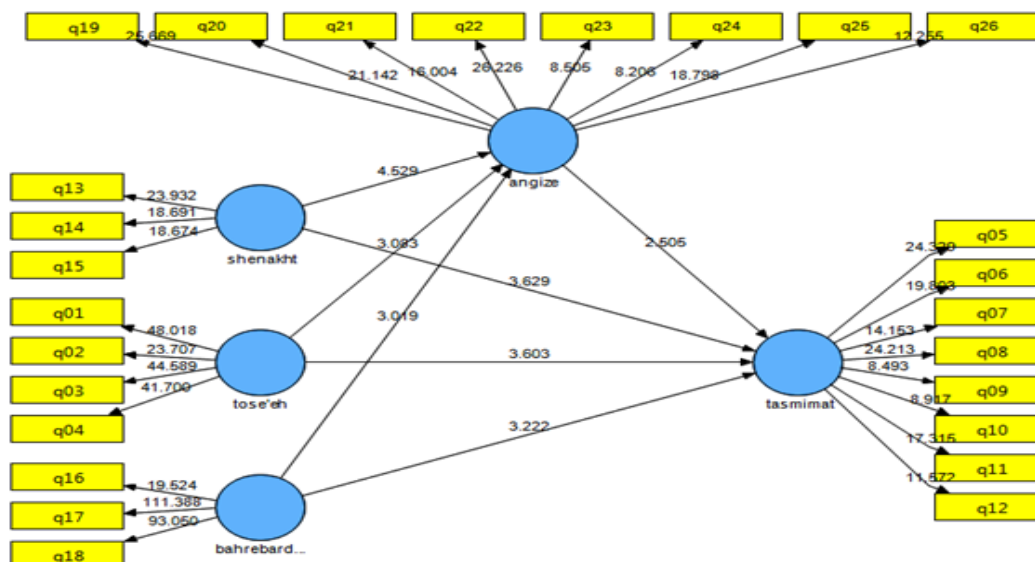 q19
q20
q21
q22
q23
q24
q25
q26
25.669
21.142
16.004
26.226
8.505
8.206
18.798
12.255
angize
q13
q14
q15
23.932
18.691
18.674
shenakht
4.529
3.083
3.629
3.019
2.505
q01
q02
q03
q04
48.018
23.707
44.589
41.700
tose'eh
3.603
3.222
q16
q17
q18
19.524
111.388
93.050
bahrebard...
tasmimat
24.329
14.153
24.213
8.493
8.917
17.315
11.572
q05
q06
q07
q08
q09
q10
q11
q12